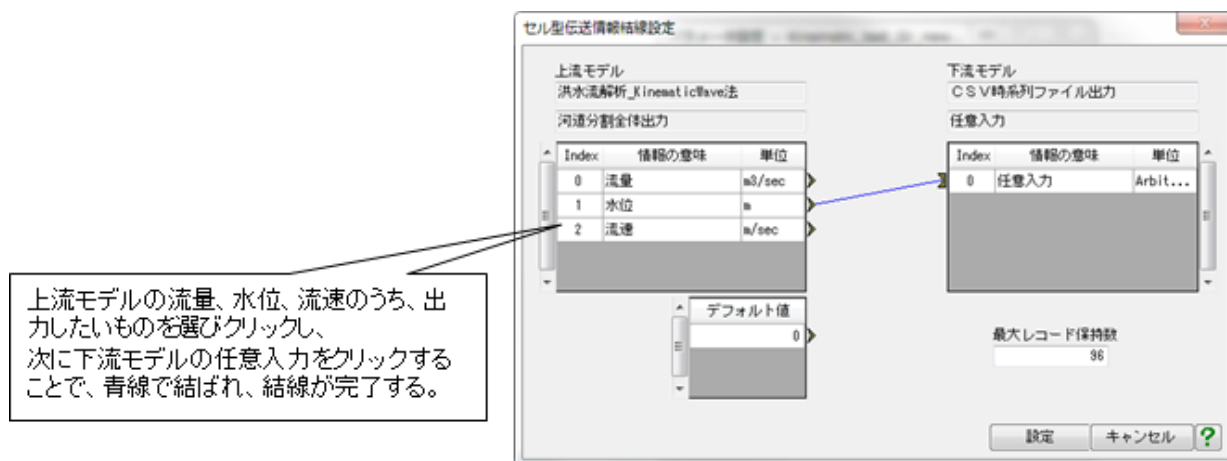 セル型伝送情報結線設定
上流モデル
洪水流解析_KinematicWave法
河道分割全体出力
Index 情報の意味 単位
0 流量 m3/sec
1 水位 m
2 流速 m/sec
デフォルト値
0
下流モデル
CSV時系列ファイル出力
任意入力
Index 情報の意味 単位
0 任意入力 Arbit...
最大レコード保持数
96
設定 キャンセル ?
上流モデルの流量、水位、流速のうち、出
力したいものを選びクリックし、
次に下流モデルの任意入力をクリックする
ことで、青線で結ばれ、結線が完了する。